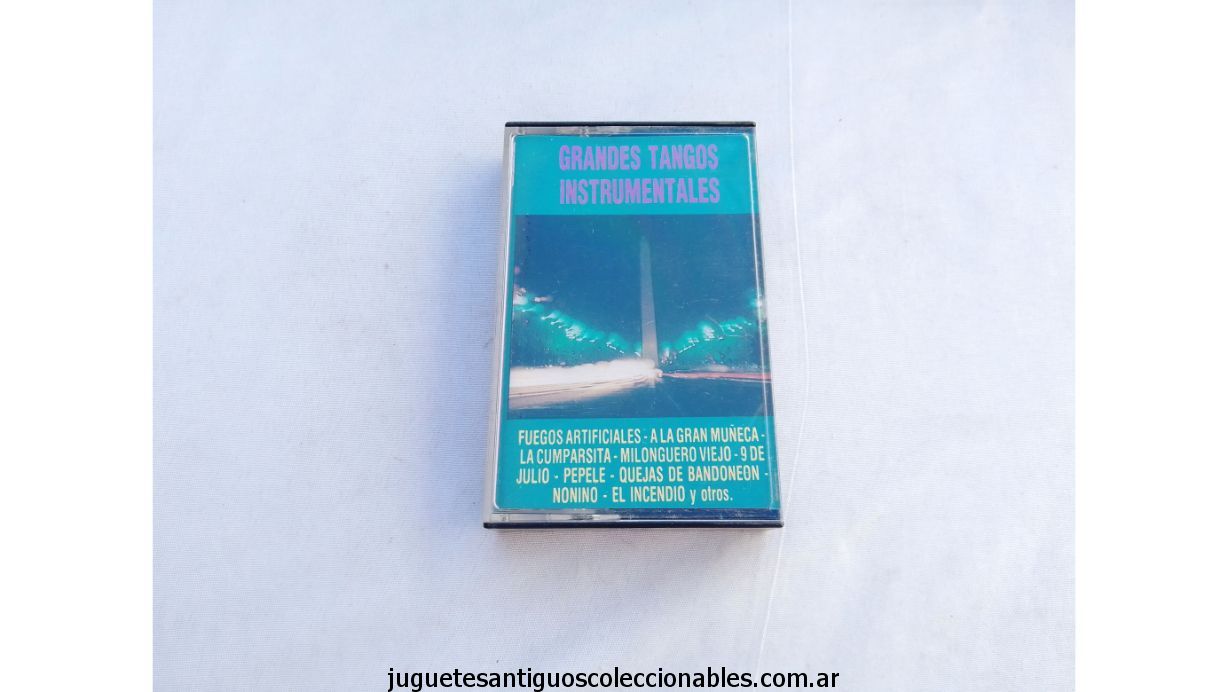 GRANDES TANGOS
INSTRUMENTALES
FUEGOS ARTIFICIALES - A LA GRAN MUÑECA -
LA CUMPARSITA - MILONGUERO VIEJO - 9 DE
JULIO - PEPELE - QUEJAS DE BANDONEON -
NONINO - EL INCENDIO y otros.
juguetesantiguoscoleccionables.com.ar